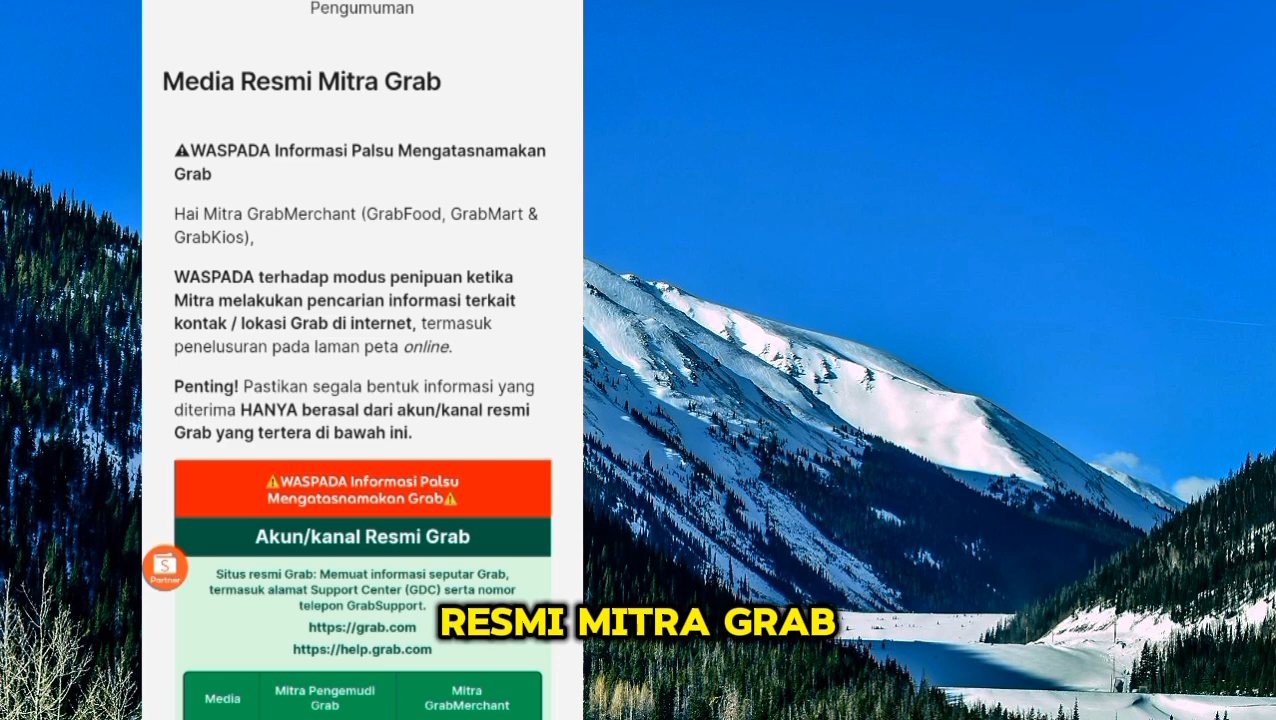 Pengumuman
Media Resmi Mitra Grab
⚠WASPADA Informasi Palsu Mengatasnamakan
Grab
Hai Mitra GrabMerchant (GrabFood, GrabMart &
GrabKios),
WASPADA terhadap modus penipuan ketika
Mitra melakukan pencarian informasi terkait
kontak / lokasi Grab di internet, termasuk
penelusuran pada laman peta online.
Penting! Pastikan segala bentuk informasi yang
diterima HANYA berasal dari akun/kanal resmi
Grab yang tertera di bawah ini.
⚠WASPADA Informasi Palsu
Mengatasnamakan Grab⚠
Akun/kanal Resmi Grab
S
Partner
Situs resmi Grab: Memuat informasi seputar Grab,
termasuk alamat Support Center (GDC) serta nomor
telepon GrabSupport.
https://grab.com
https://help.grab.com
RESMI MITRA GRAB
Media
Mitra Pengemudi
Grab
Mitra
GrabMerchant